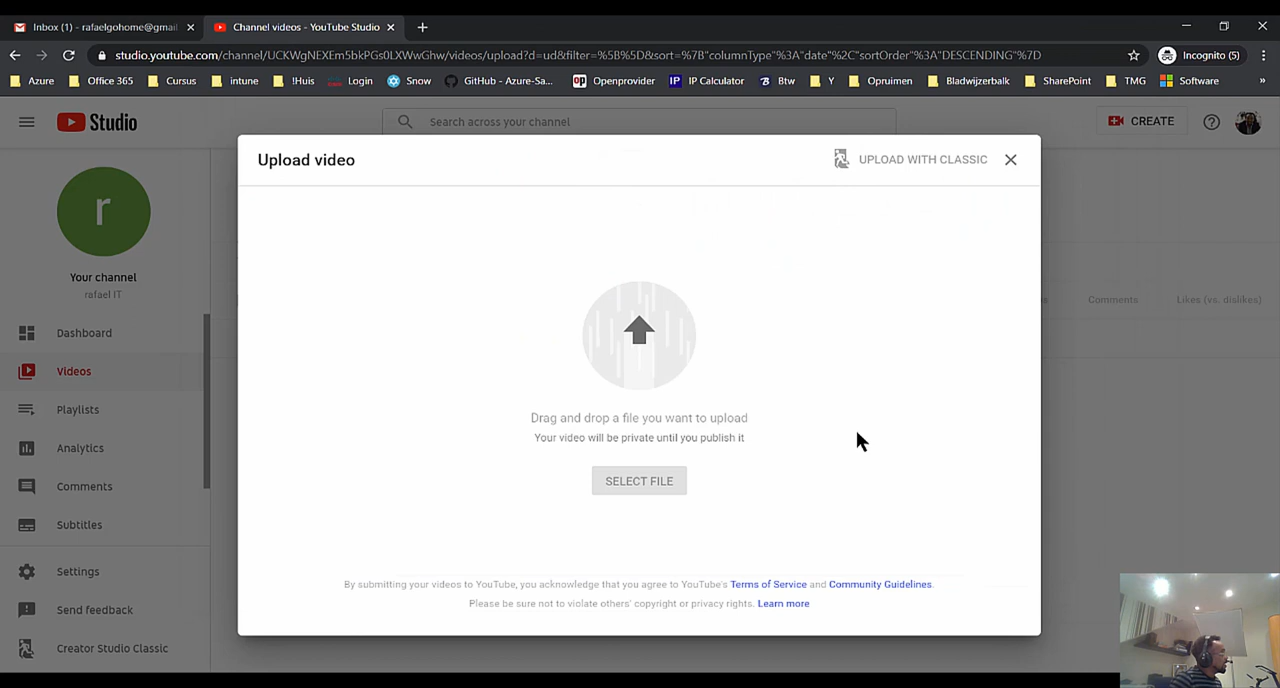 Inbox (1) - rafaelgohome@gmail
Channel videos - YouTube Studio
studio.youtube.com/channel/UCKWgNEXEm5bkPGs0LXWwGhw/videos/upload?d=ud&filter=%5B%5D&sort=%7B"columnType"%3A"date"%2C"sortOrder"%3A"DESCENDING"%7D
Incognito (5)
Azure Office 365 Cursus intune !Huis Login Snow GitHub - Azure-Sa... Openprovider IP Calculator Btw Y Opruimen Bladwijzerbalk SharePoint TMG Software »
Studio
Search across your channel
CREATE
Upload video
UPLOAD WITH CLASSIC
r
Your channel
rafael IT
Comments Likes (vs. dislikes)
Dashboard
Videos
Playlists
Analytics
Comments
Subtitles
Settings
Send feedback
Creator Studio Classic
Drag and drop a file you want to upload
Your video will be private until you publish it
SELECT FILE
By submitting your videos to YouTube, you acknowledge that you agree to YouTube's Terms of Service and Community Guidelines.
Please be sure not to violate others' copyright or privacy rights. Learn more